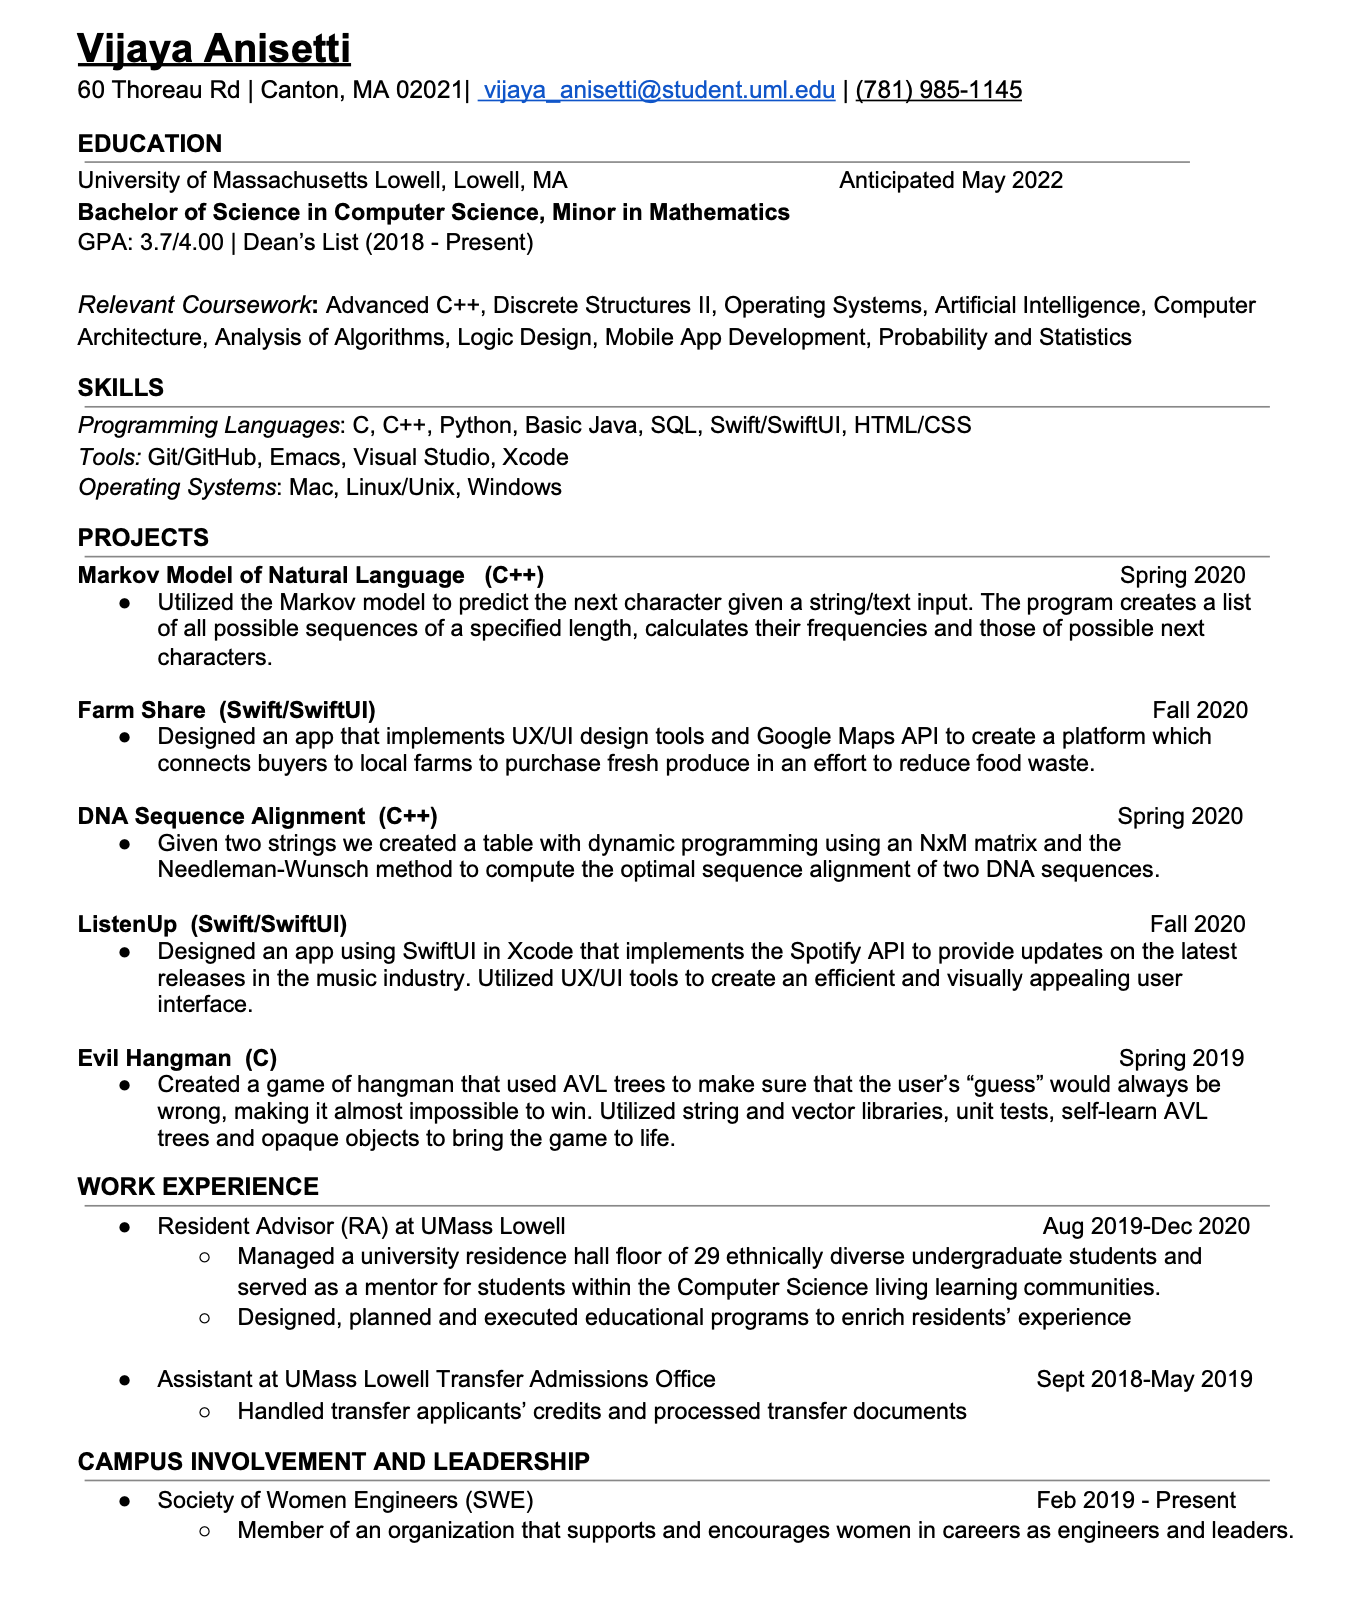 Vijaya Anisetti
60 Thoreau Rd | Canton, MA 02021|  vijaya_anisetti@student.uml.edu | (781) 985-1145
EDUCATION
University of Massachusetts Lowell, Lowell, MA Anticipated May 2022
Bachelor of Science in Computer Science, Minor in Mathematics
GPA: 3.7/4.00 | Dean’s List (2018 - Present)
Relevant Coursework: Advanced C++, Discrete Structures II, Operating Systems, Artificial Intelligence, Computer
Architecture, Analysis of Algorithms, Logic Design, Mobile App Development, Probability and Statistics
SKILLS
Programming Languages: C, C++, Python, Basic Java, SQL, Swift/SwiftUI, HTML/CSS
Tools: Git/GitHub, Emacs, Visual Studio, Xcode
Operating Systems: Mac, Linux/Unix, Windows
PROJECTS
Markov Model of Natural Language (C++) Spring 2020
● Utilized the Markov model to predict the next character given a string/text input. The program creates a list
of all possible sequences of a specified length, calculates their frequencies and those of possible next
characters.
Farm Share (Swift/SwiftUI) Fall 2020
● Designed an app that implements UX/UI design tools and Google Maps API to create a platform which
connects buyers to local farms to purchase fresh produce in an effort to reduce food waste.
DNA Sequence Alignment (C++) Spring 2020
● Given two strings we created a table with dynamic programming using an NxM matrix and the
Needleman-Wunsch method to compute the optimal sequence alignment of two DNA sequences.
ListenUp (Swift/SwiftUI) Fall 2020
● Designed an app using SwiftUI in Xcode that implements the Spotify API to provide updates on the latest
releases in the music industry. Utilized UX/UI tools to create an efficient and visually appealing user
interface.
Evil Hangman (C) Spring 2019
● Created a game of hangman that used AVL trees to make sure that the user’s “guess” would always be
wrong, making it almost impossible to win. Utilized string and vector libraries, unit tests, self-learn AVL
trees and opaque objects to bring the game to life.
WORK EXPERIENCE
● Resident Advisor (RA) at UMass Lowell Aug 2019-Dec 2020
○ Managed a university residence hall floor of 29 ethnically diverse undergraduate students and
served as a mentor for students within the Computer Science living learning communities.
○ Designed, planned and executed educational programs to enrich residents’ experience
● Assistant at UMass Lowell Transfer Admissions Office Sept 2018-May 2019
○ Handled transfer applicants’ credits and processed transfer documents
CAMPUS INVOLVEMENT AND LEADERSHIP
● Society of Women Engineers (SWE) Feb 2019 - Present
○ Member of an organization that supports and encourages women in careers as engineers and leaders.